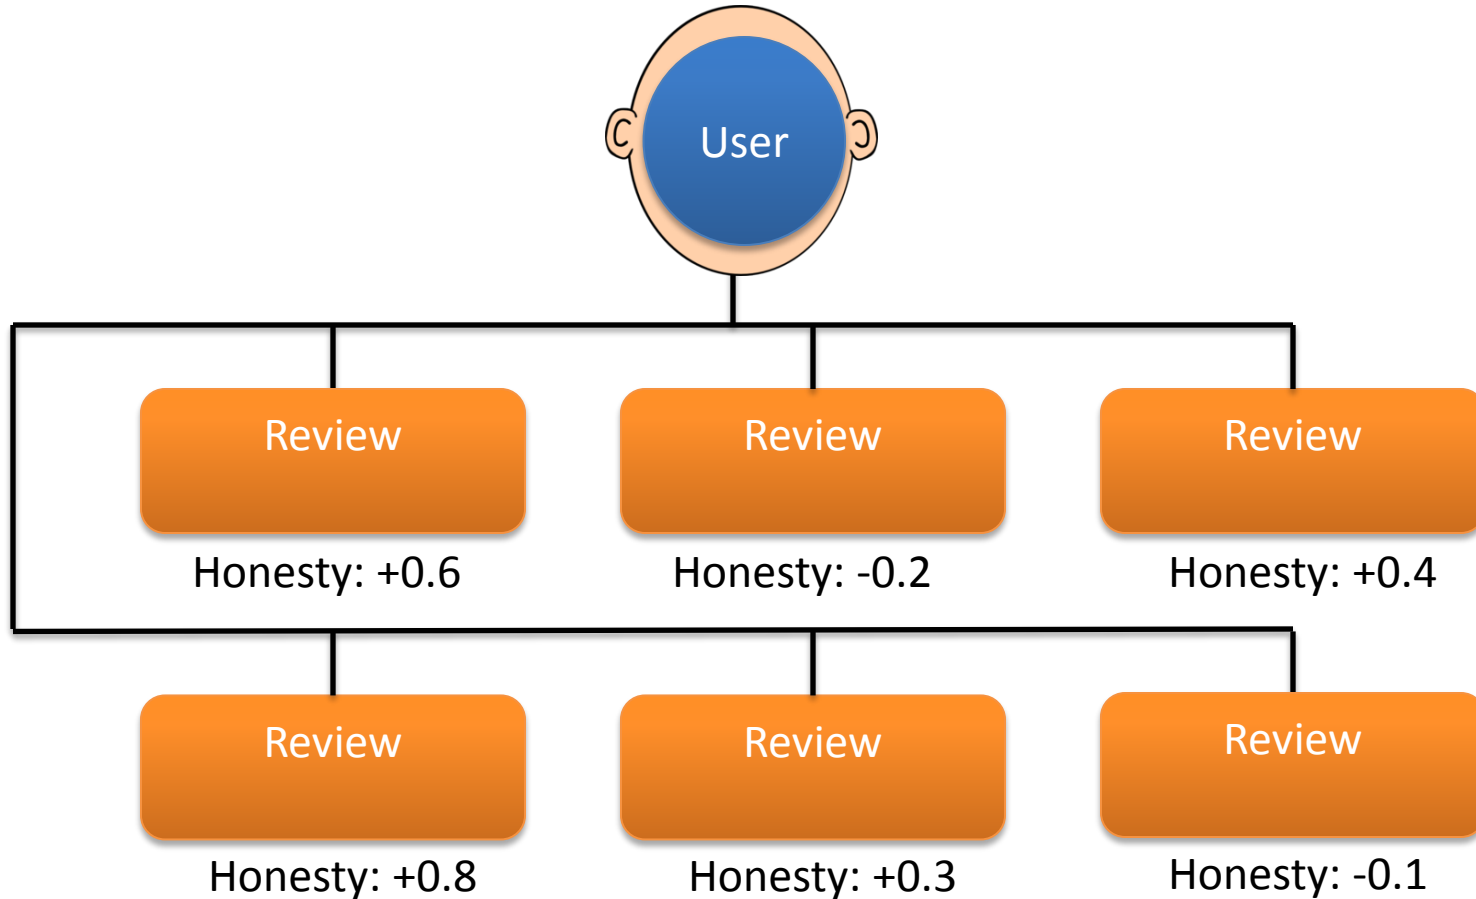 User
Review
Review
Review
Honesty: +0.6
Honesty: -0.2
Honesty: +0.4
Review
Review
Review
Honesty: +0.8
Honesty: +0.3
Honesty: -0.1